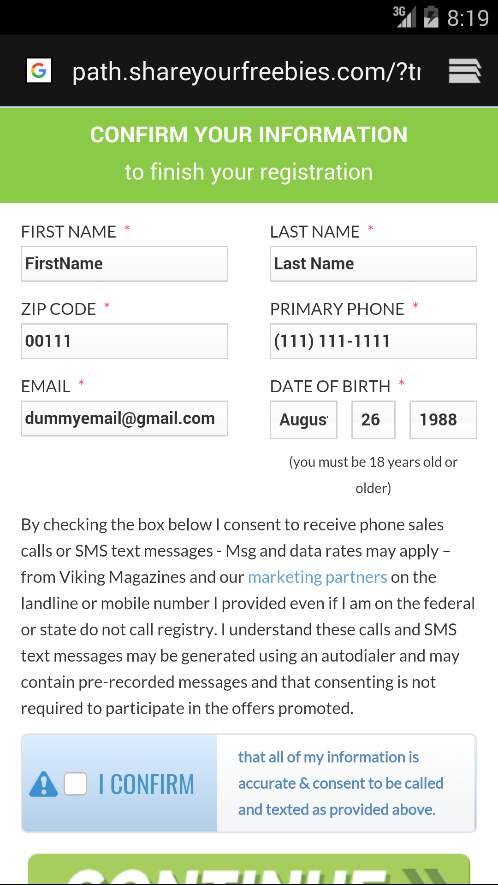 3G 8:19
G path.shareyourfreebies.com/?tr
CONFIRM YOUR INFORMATION
to finish your registration
FIRST NAME * LAST NAME *
FirstName Last Name
ZIP CODE * PRIMARY PHONE *
00111 (111) 111-1111
EMAIL * DATE OF BIRTH *
dummyemail@gmail.com Augus 26 1988
(you must be 18 years old or
older)
By checking the box below I consent to receive phone sales
calls or SMS text messages - Msg and data rates may apply –
from Viking Magazines and our marketing partners on the
landline or mobile number I provided even if I am on the federal
or state do not call registry. I understand these calls and SMS
text messages may be generated using an autodialer and may
contain pre-recorded messages and that consenting is not
required to participate in the offers promoted.
I CONFIRM
that all of my information is
accurate & consent to be called
and texted as provided above.
CONTINUE »